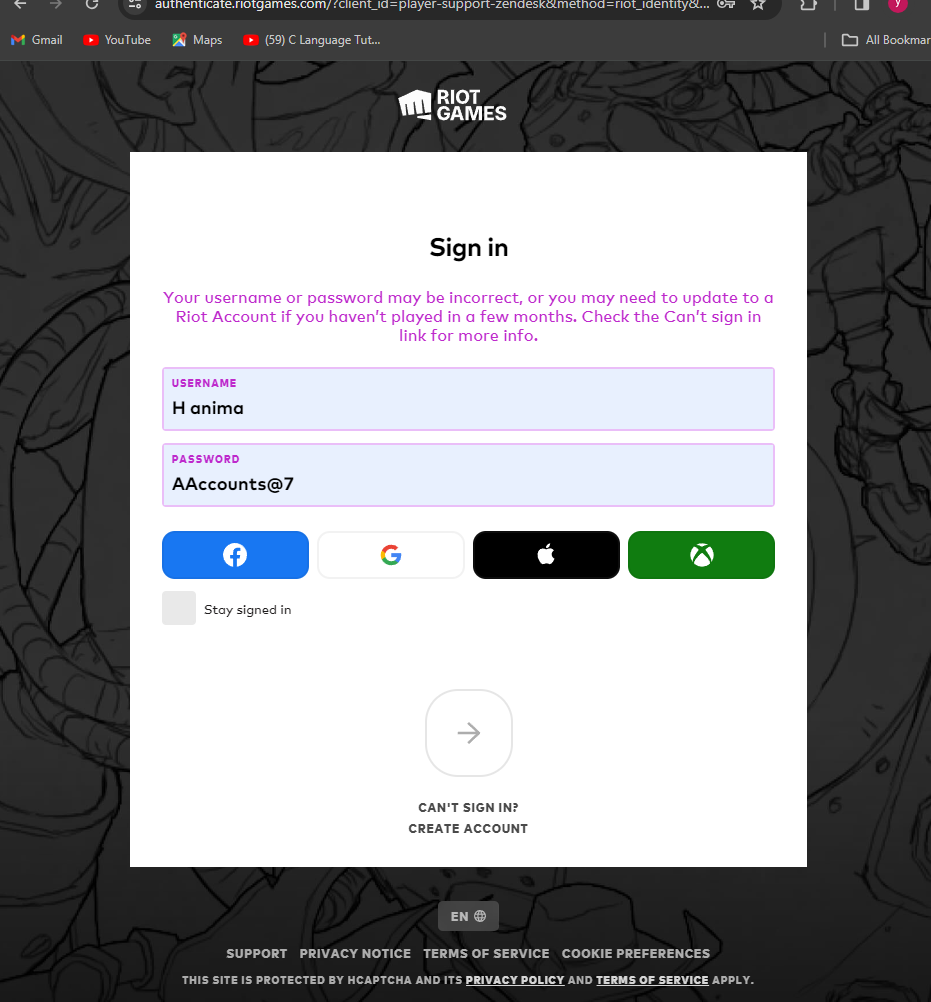 authenticate.riotgames.com/?client_id=player-support-zendesk&method=riot_identity&...
Gmail
YouTube
Maps
(59) C Language Tut...
All Bookmar
RIOT
GAMES
Sign in
Your username or password may be incorrect, or you may need to update to a
Riot Account if you haven’t played in a few months. Check the Can’t sign in
link for more info.
USERNAME
H anima
PASSWORD
AAccounts@7
Stay signed in
CAN'T SIGN IN?
CREATE ACCOUNT
EN
SUPPORT PRIVACY NOTICE TERMS OF SERVICE COOKIE PREFERENCES
THIS SITE IS PROTECTED BY HCAPTCHA AND ITS PRIVACY POLICY AND TERMS OF SERVICE APPLY.